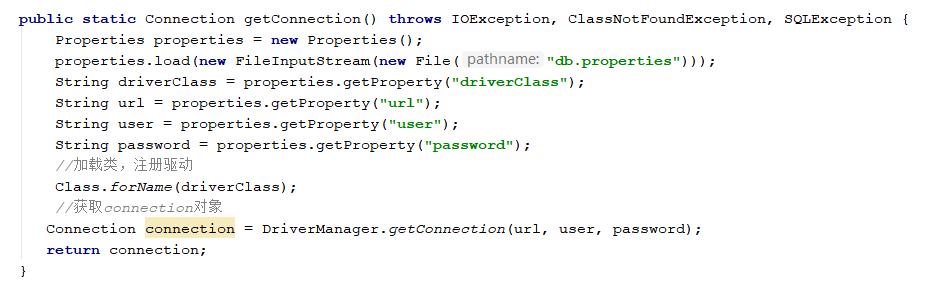 public static Connection getConnection() throws IOException, ClassNotFoundException, SQLException {
    Properties properties = new Properties();
    properties.load(new FileInputStream(new File( pathname: "db.properties")));
    String driverClass = properties.getProperty("driverClass");
    String url = properties.getProperty("url");
    String user = properties.getProperty("user");
    String password = properties.getProperty("password");
    //加载类，注册驱动
    Class.forName(driverClass);
    //获取connection对象
   Connection connection = DriverManager.getConnection(url, user, password);
   return connection;
}